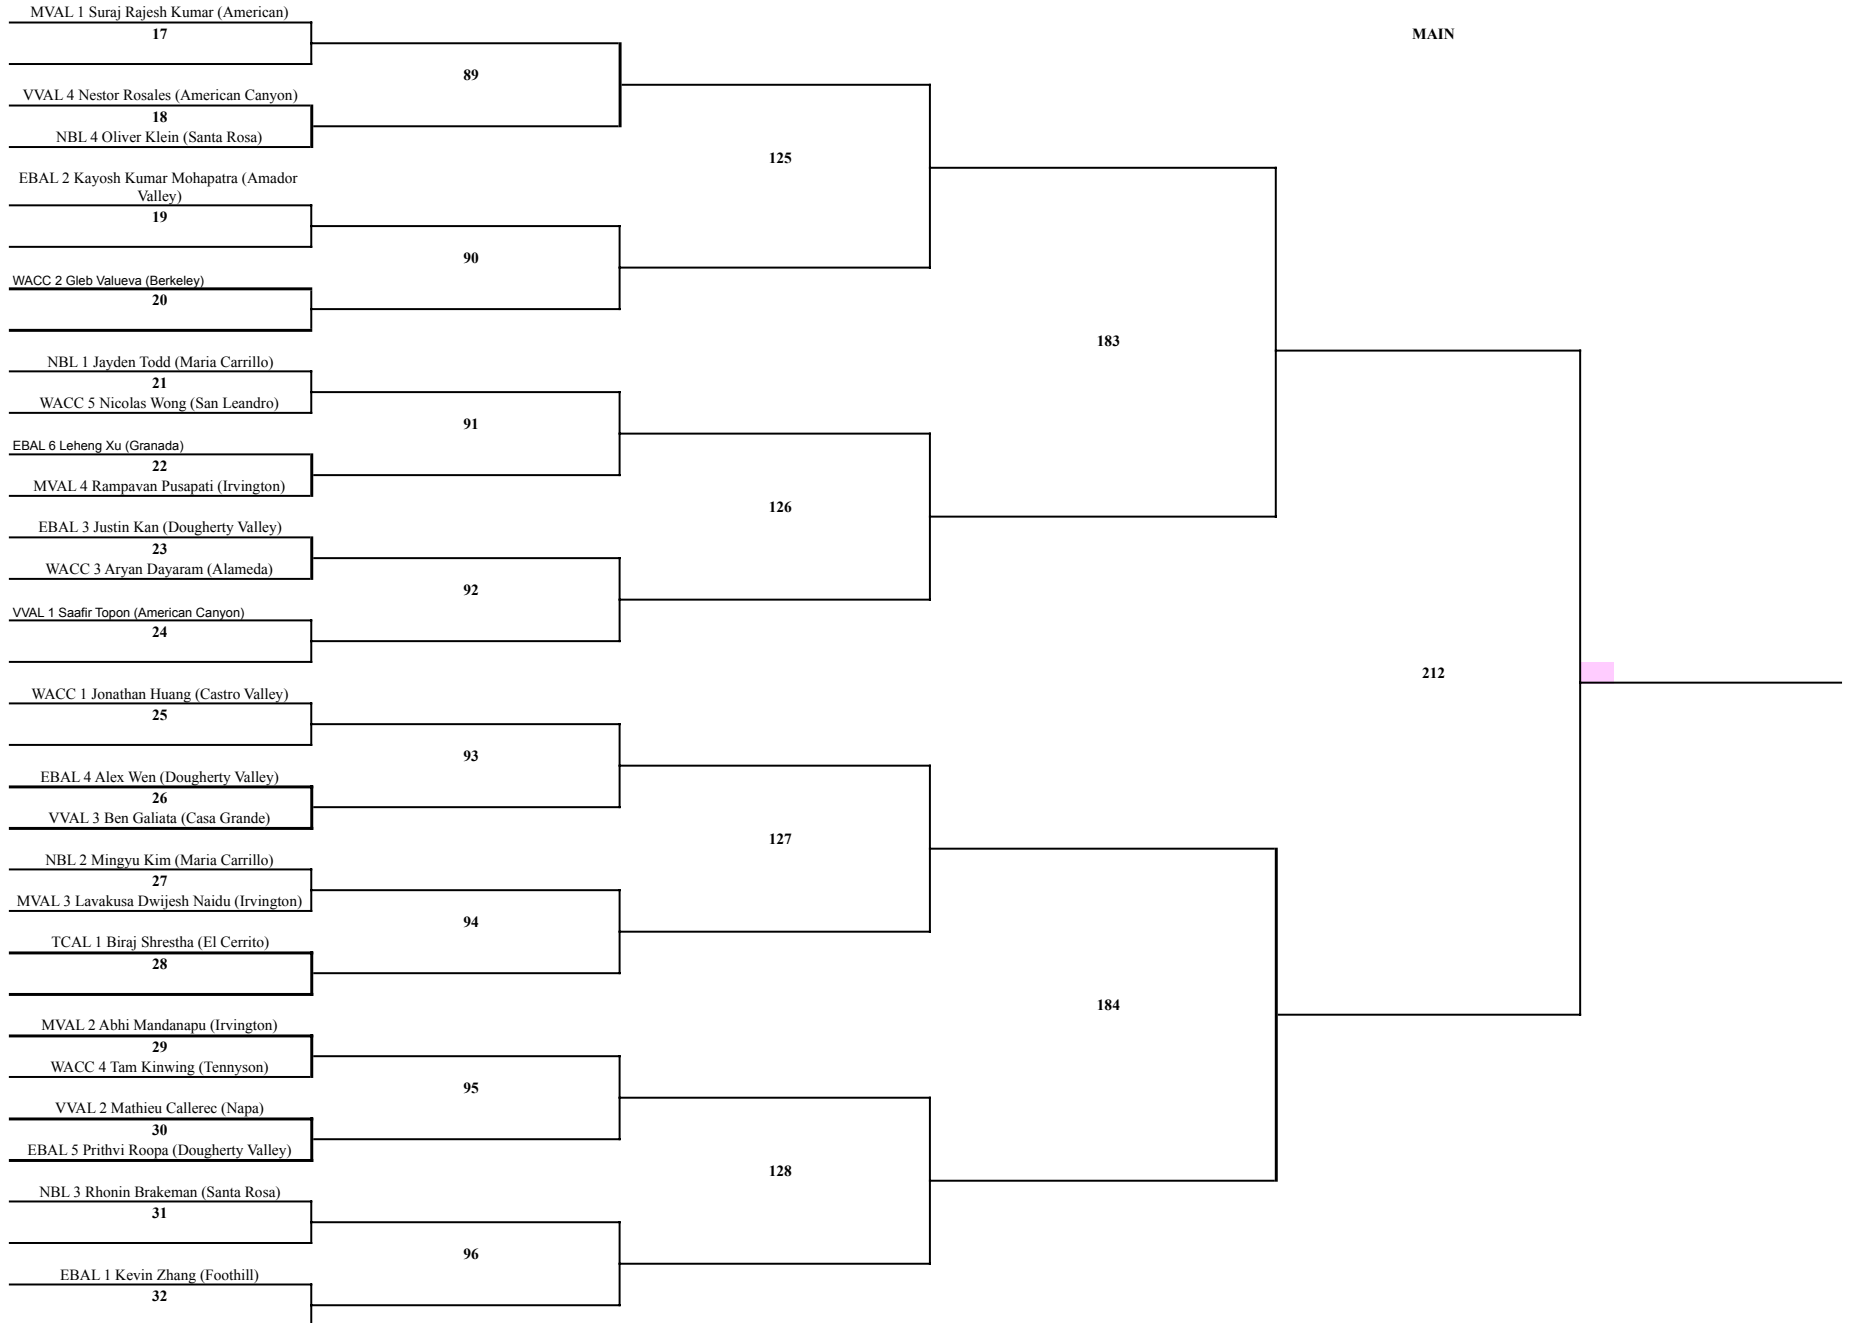 MVAL 1 Suraj Rajesh Kumar (American)
17
MAIN
89
VVAL 4 Nestor Rosales (American Canyon)
18
NBL 4 Oliver Klein (Santa Rosa)
125
EBAL 2 Kayosh Kumar Mohapatra (Amador
Valley)
19
90
WACC 2 Gleb Valueva (Berkeley)
20
183
NBL 1 Jayden Todd (Maria Carrillo)
21
WACC 5 Nicolas Wong (San Leandro)
91
EBAL 6 Leheng Xu (Granada)
22
MVAL 4 Rampavan Pusapati (Irvington)
126
EBAL 3 Justin Kan (Dougherty Valley)
23
WACC 3 Aryan Dayaram (Alameda)
92
VVAL 1 Saafir Topon (American Canyon)
24
212
WACC 1 Jonathan Huang (Castro Valley)
25
93
EBAL 4 Alex Wen (Dougherty Valley)
26
VVAL 3 Ben Galiata (Casa Grande)
127
NBL 2 Mingyu Kim (Maria Carrillo)
27
MVAL 3 Lavakusa Dwijesh Naidu (Irvington)
94
TCAL 1 Biraj Shrestha (El Cerrito)
28
184
MVAL 2 Abhi Mandanapu (Irvington)
29
WACC 4 Tam Kinwing (Tennyson)
95
VVAL 2 Mathieu Callerec (Napa)
30
EBAL 5 Prithvi Roopa (Dougherty Valley)
128
NBL 3 Rhonin Brakeman (Santa Rosa)
31
96
EBAL 1 Kevin Zhang (Foothill)
32